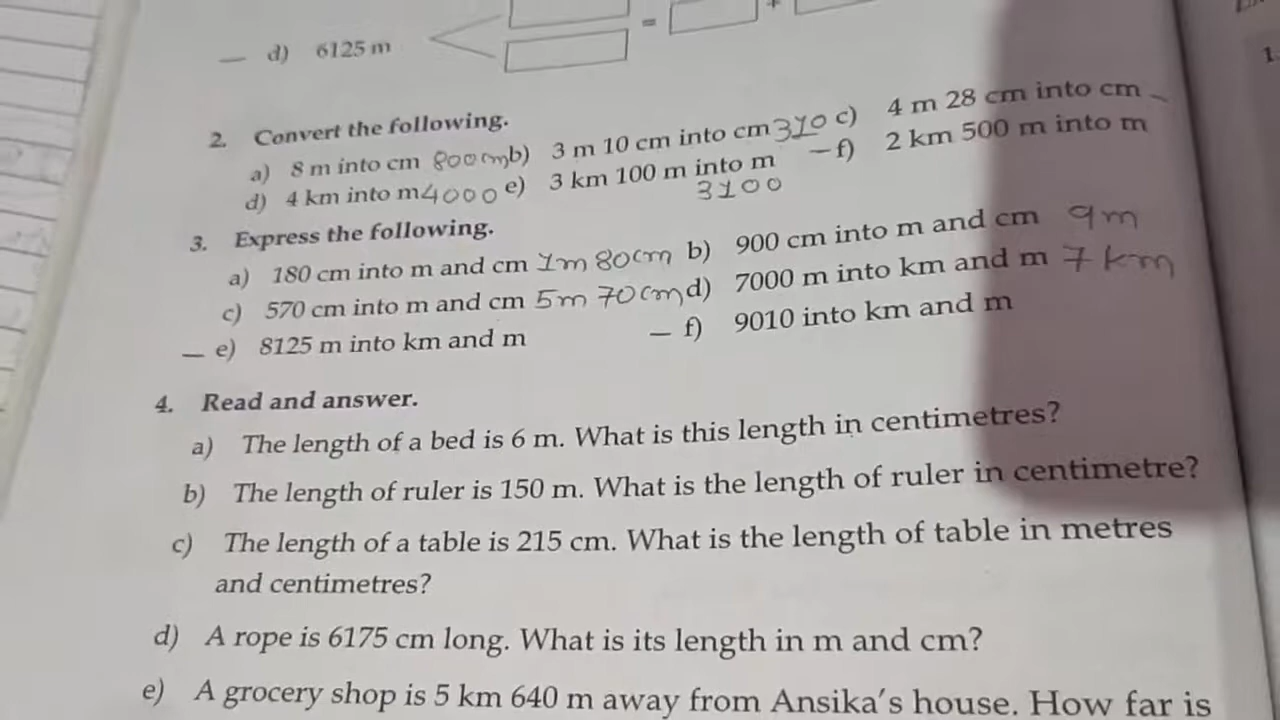 d) 6125 m = +
2. Convert the following.
a) 8 m into cm 800cm b) 3 m 10 cm into cm 310 c) 4 m 28 cm into cm
d) 4 km into m 4000 e) 3 km 100 m into m – f) 2 km 500 m into m
3100
3. Express the following.
a) 180 cm into m and cm 1m 80cm b) 900 cm into m and cm 9m
c) 570 cm into m and cm 5m 70cm d) 7000 m into km and m 7 km
– e) 8125 m into km and m – f) 9010 into km and m
4. Read and answer.
a) The length of a bed is 6 m. What is this length in centimetres?
b) The length of ruler is 150 m. What is the length of ruler in centimetre?
c) The length of a table is 215 cm. What is the length of table in metres
and centimetres?
d) A rope is 6175 cm long. What is its length in m and cm?
e) A grocery shop is 5 km 640 m away from Ansika's house. How far is
1.